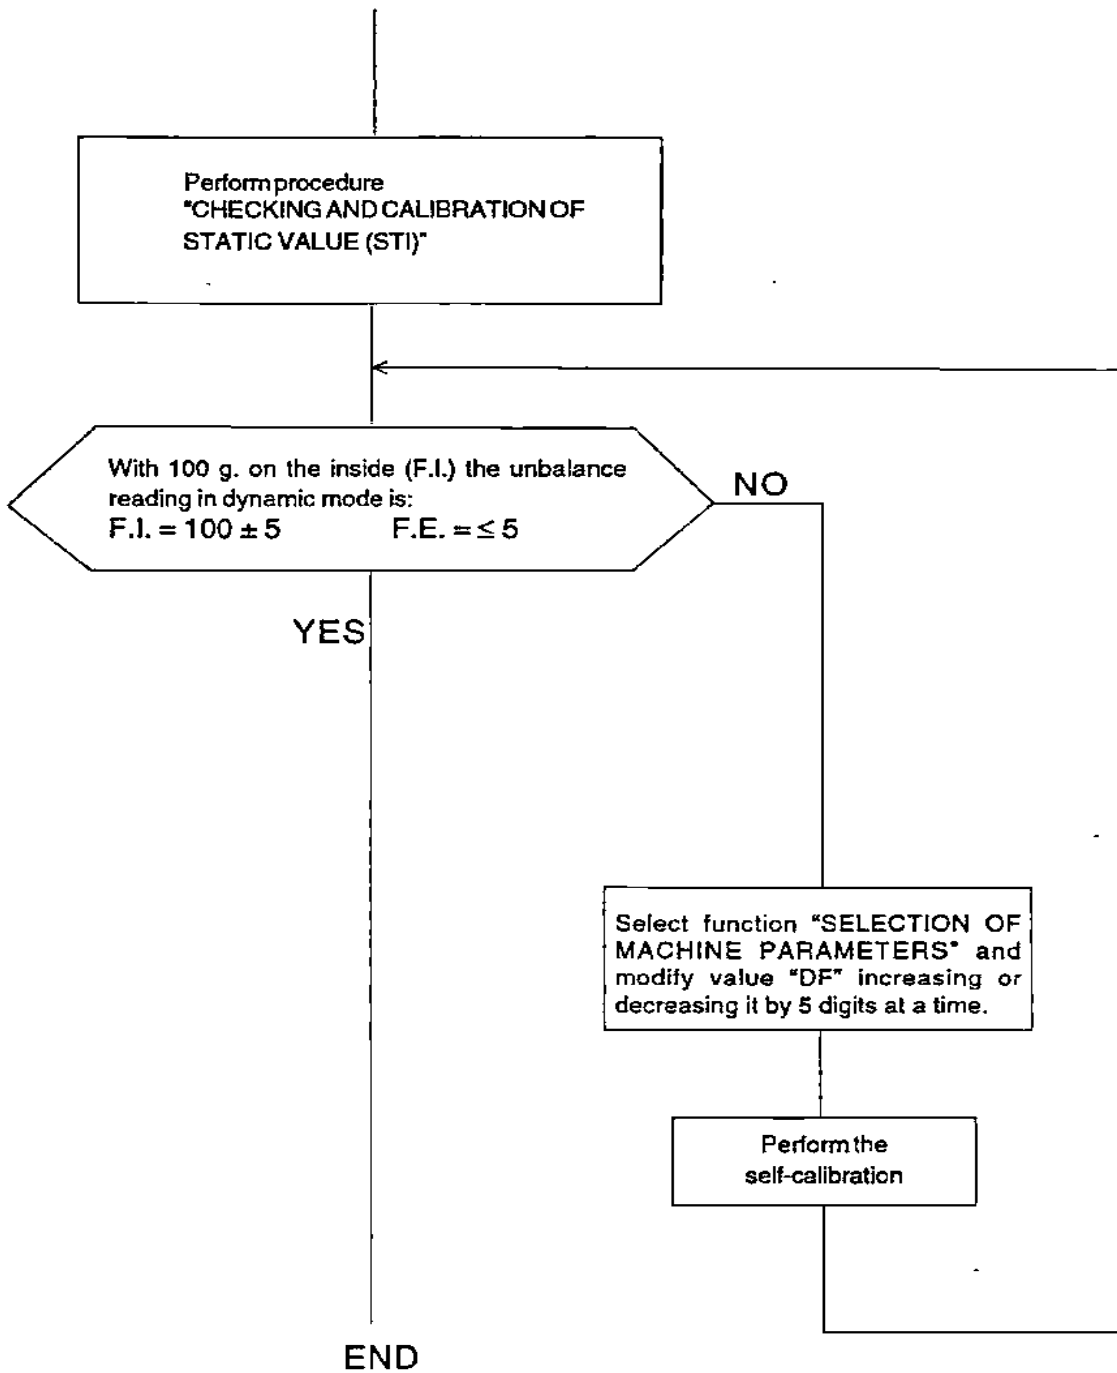 Perform procedure
"CHECKING AND CALIBRATION OF
STATIC VALUE (STI)"
With 100 g. on the inside (F.I.) the unbalance
reading in dynamic mode is:
F.I. = 100 ± 5 F.E. = ≤ 5
NO
YES
Select function "SELECTION OF
MACHINE PARAMETERS" and
modify value "DF" increasing or
decreasing it by 5 digits at a time.
Perform the
self-calibration
END